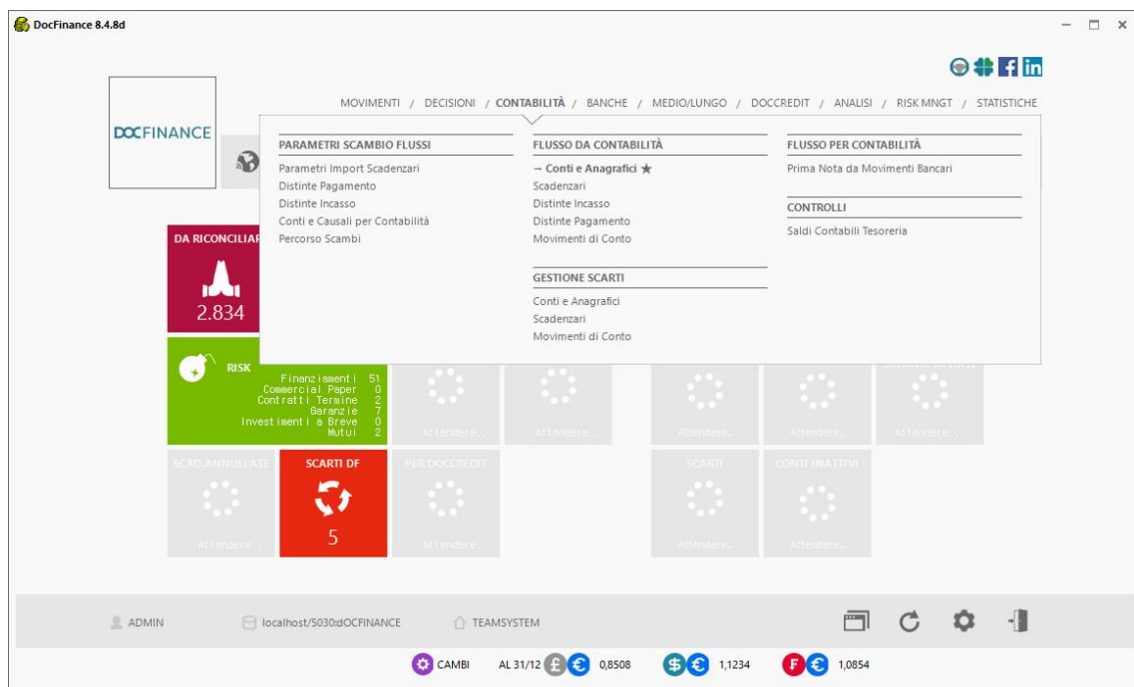 DocFinance 8.4.8d
DOCFINANCE
MOVIMENTI / DECISIONI / CONTABILITÀ / BANCHE / MEDIO/LUNGO / DOCCREDIT / ANALISI / RISK MNGT / STATISTICHE
PARAMETRI SCAMBIO FLUSSI
Parametri Import Scadenzari
Distinte Pagamento
Distinte Incasso
Conti e Causali per Contabilità
Percorso Scambi
FLUSSO DA CONTABILITÀ
→ Conti e Anagrafici ★
Scadenzari
Distinte Incasso
Distinte Pagamento
Movimenti di Conto
GESTIONE SCARTI
Conti e Anagrafici
Scadenzari
Movimenti di Conto
FLUSSO PER CONTABILITÀ
Prima Nota da Movimenti Bancari
CONTROLLI
Saldi Contabili Tesoreria
DA RICONCILIAR
2.834
RISK
Finanziamenti 51
Commercial Paper 0
Contratti Termine 2
Garanzie 7
Investimenti a Breve 0
Mutui 2
Attendere...
Attendere...
Attendere...
Attendere...
Attendere...
SCAD.ANNULLATE
Attendere...
SCARTI DF
5
PER DOCCREDIT
Attendere...
SCARTI
Attendere...
CONTI INATTIVI
Attendere...
ADMIN
localhost/5030:dOCFINANCE
TEAMSYSTEM
CAMBI AL 31/12 £ € 0,8508 $ € 1,1234 ₣ € 1,0854